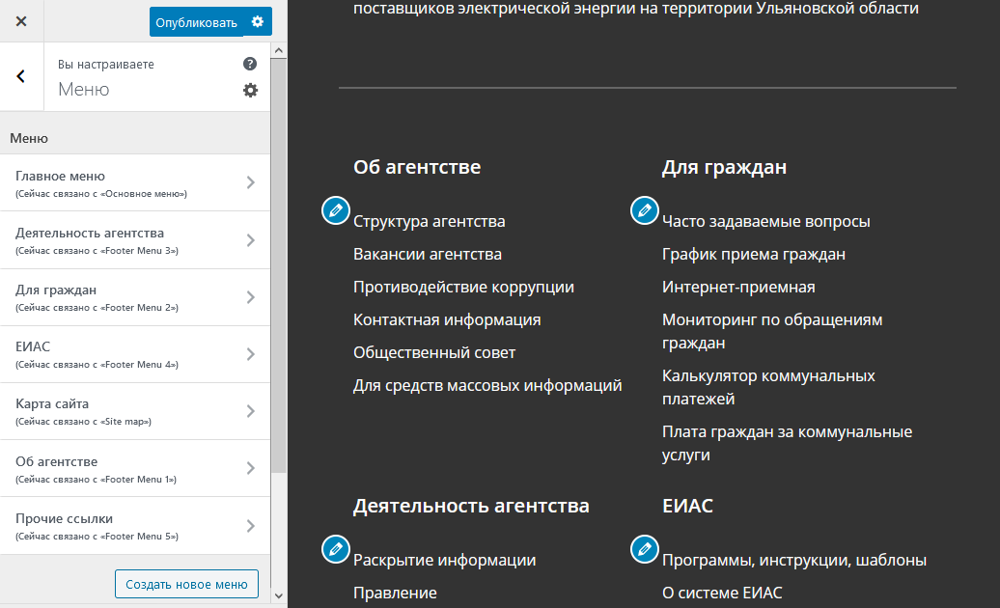 Опубликовать
Вы настраиваете
Меню
Меню
Главное меню
(Сейчас связано с «Основное меню»)
Деятельность агентства
(Сейчас связано с «Footer Menu 3»)
Для граждан
(Сейчас связано с «Footer Menu 2»)
ЕИАС
(Сейчас связано с «Footer Menu 4»)
Карта сайта
(Сейчас связано с «Site map»)
Об агентстве
(Сейчас связано с «Footer Menu 1»)
Прочие ссылки
(Сейчас связано с «Footer Menu 5»)
Создать новое меню
поставщиков электрической энергии на территории Ульяновской области
Об агентстве
Структура агентства
Вакансии агентства
Противодействие коррупции
Контактная информация
Общественный совет
Для средств массовых информаций
Для граждан
Часто задаваемые вопросы
График приема граждан
Интернет-приемная
Мониторинг по обращениям
граждан
Калькулятор коммунальных
платежей
Плата граждан за коммунальные
услуги
Деятельность агентства
Раскрытие информации
Правление
ЕИАС
Программы, инструкции, шаблоны
О системе ЕИАС